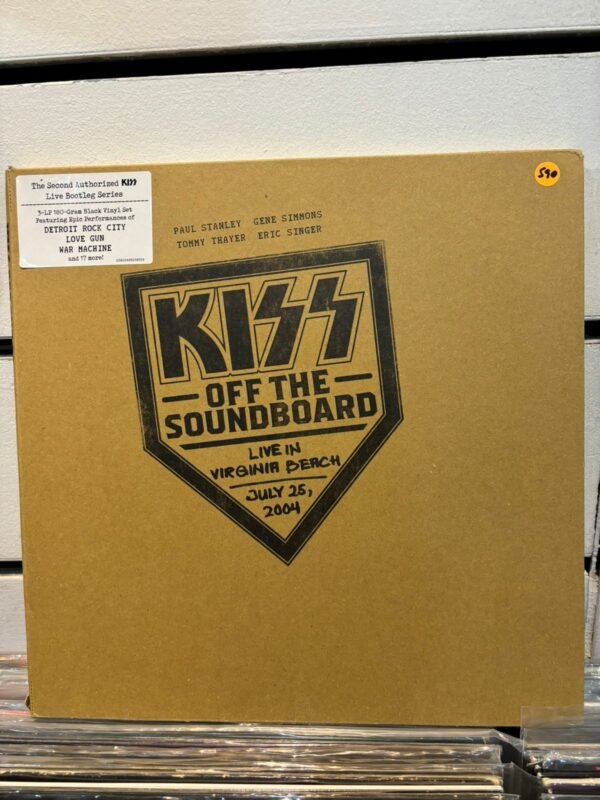 The Second Authorized KISS
Live Bootleg Series
3-LP 180-Gram Black Vinyl Set
Featuring Epic Performances of
DETROIT ROCK CITY
LOVE GUN
WAR MACHINE
and 17 more!
590
PAUL STANLEY GENE SIMMONS
TOMMY THAYER ERIC SINGER
KISS
OFF THE
SOUNDBOARD
LIVE IN
VIRGINIA BEACH
JULY 25,
2004